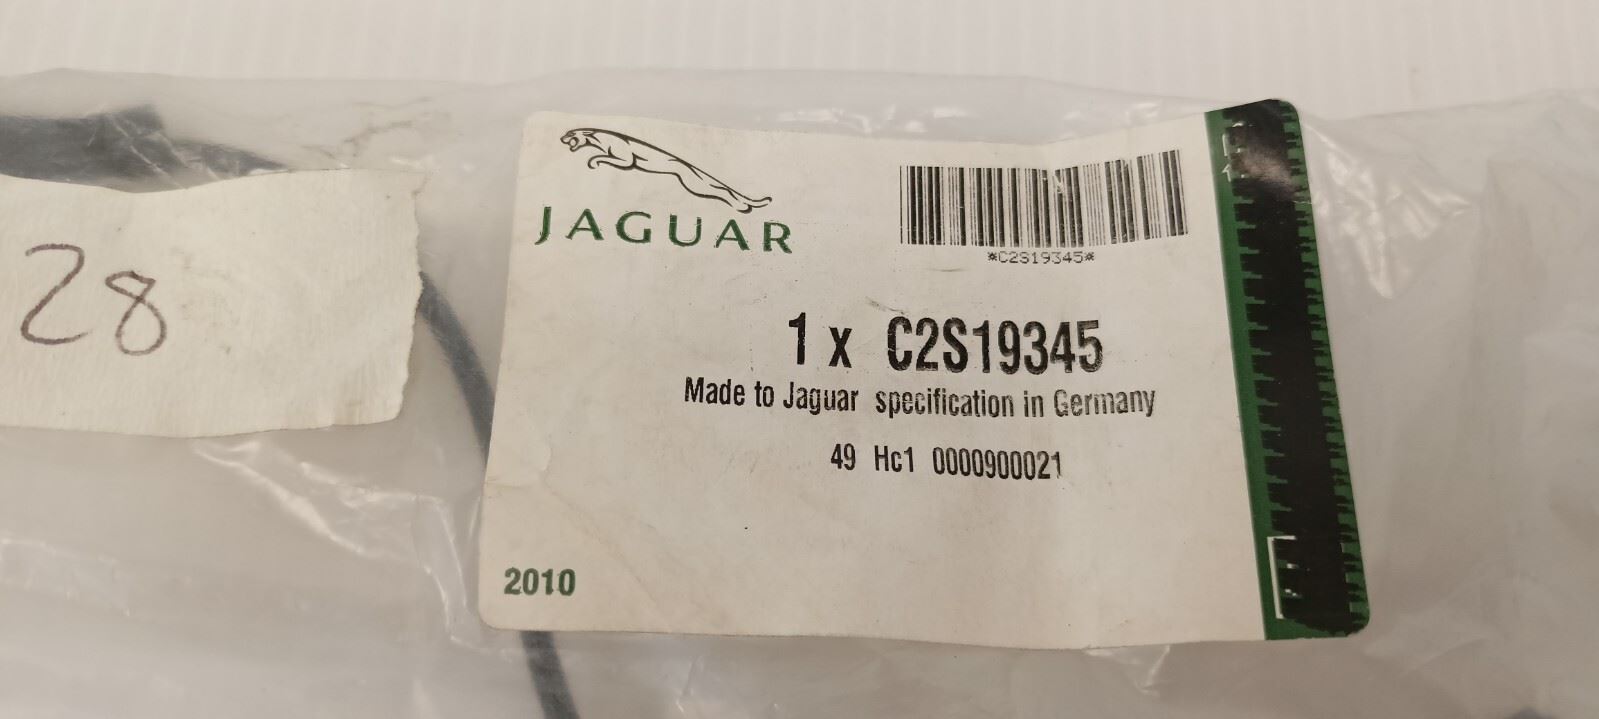 28
JAGUAR
*C2S19345*
1 x C2S19345
Made to Jaguar specification in Germany
49 Hc1 0000900021
2010